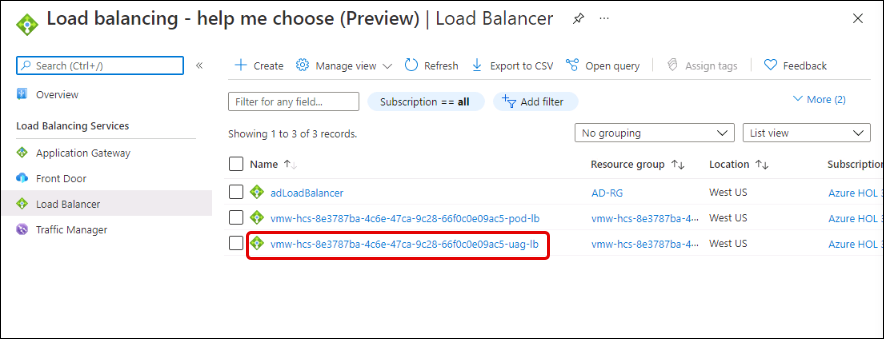 Load balancing - help me choose (Preview) | Load Balancer ...
Search (Ctrl+/) «
+ Create Manage view Refresh Export to CSV Open query Assign tags Feedback
Overview
Load Balancing Services
Application Gateway
Front Door
Load Balancer
Traffic Manager
Filter for any field... Subscription == all Add filter More (2)
Showing 1 to 3 of 3 records. No grouping List view
Name ↑↓ Resource group ↑↓ Location ↑↓ Subscription
adLoadBalancer AD-RG West US Azure HOL 3
vmw-hcs-8e3787ba-4c6e-47ca-9c28-66f0c0e09ac5-pod-lb vmw-hcs-8e3787ba-4... West US Azure HOL 3
vmw-hcs-8e3787ba-4c6e-47ca-9c28-66f0c0e09ac5-uag-lb vmw-hcs-8e3787ba-4... West US Azure HOL 3